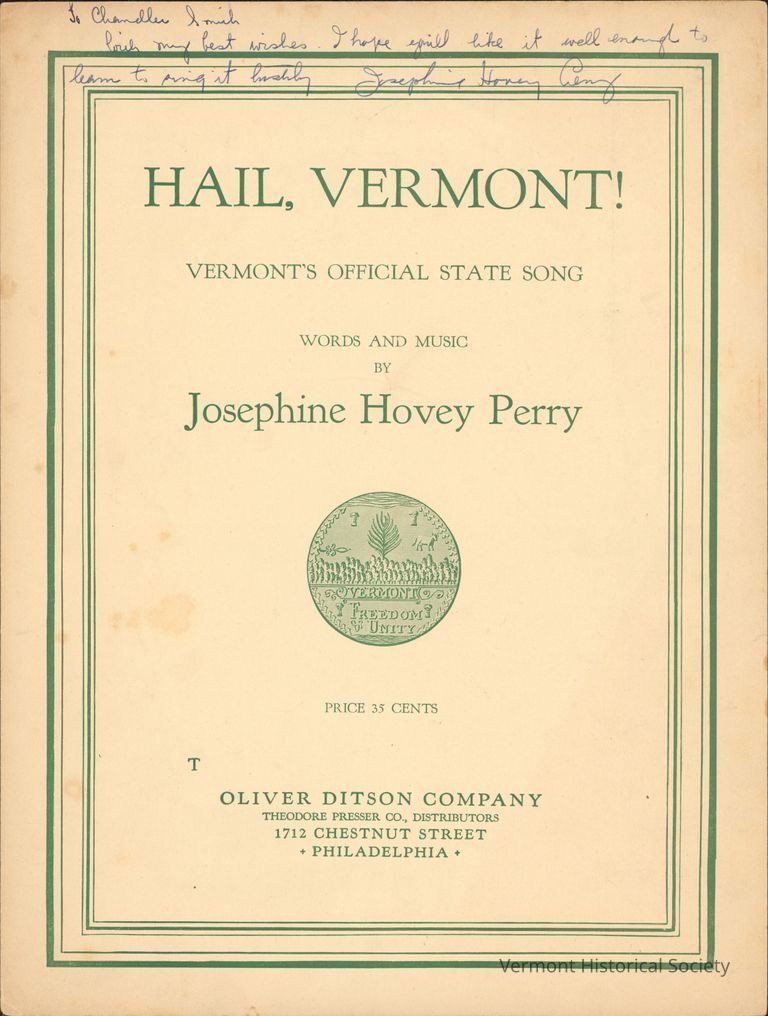 To Chandler Smith
With my best wishes. I hope you'll like it well enough to
learn to sing it lustily Josephine Hovey Perry
HAIL, VERMONT!
VERMONT'S OFFICIAL STATE SONG
WORDS AND MUSIC
BY
Josephine Hovey Perry
VERMONT
FREEDOM
& UNITY
PRICE 35 CENTS
T
OLIVER DITSON COMPANY
THEODORE PRESSER CO., DISTRIBUTORS
1712 CHESTNUT STREET
+ PHILADELPHIA +
Vermont Historical Society